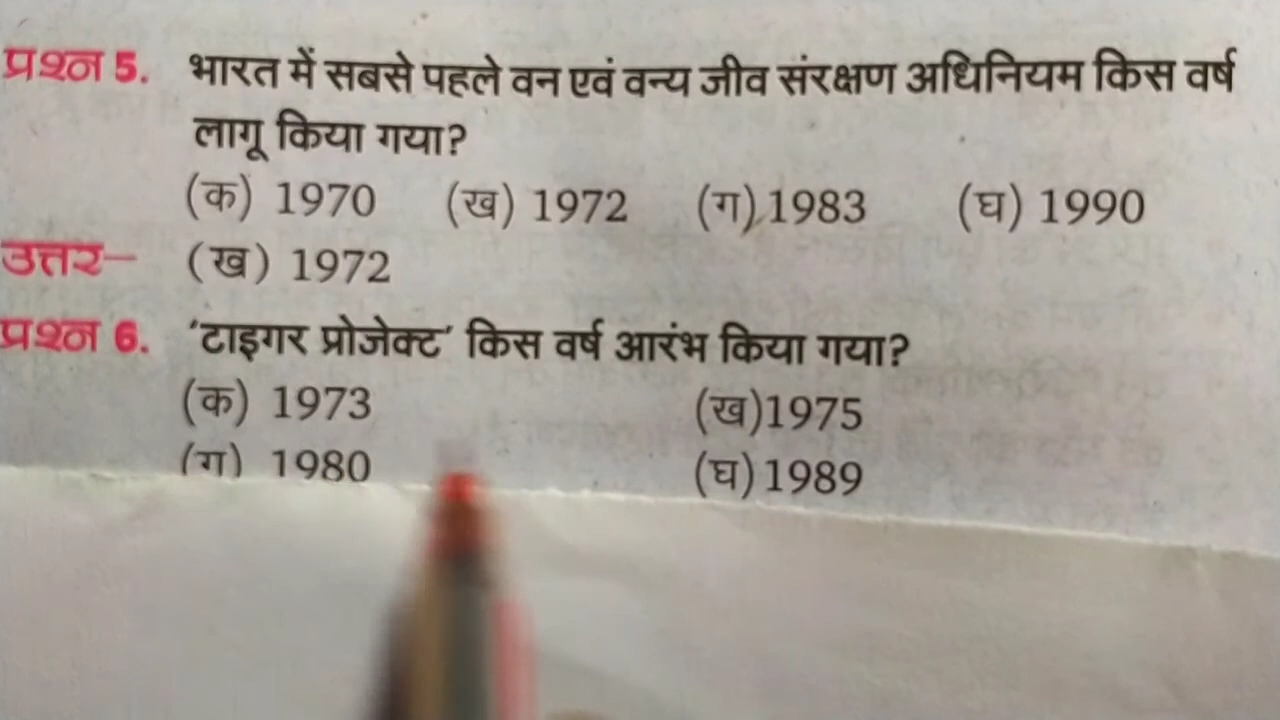 प्रश्न 5. भारत में सबसे पहले वन एवं वन्य जीव संरक्षण अधिनियम किस वर्ष
लागू किया गया?
(क) 1970 (ख) 1972 (ग) 1983 (घ) 1990
उत्तर– (ख) 1972
प्रश्न 6. 'टाइगर प्रोजेक्ट' किस वर्ष आरंभ किया गया?
(क) 1973 (ख) 1975
(ग) 1980 (घ) 1989